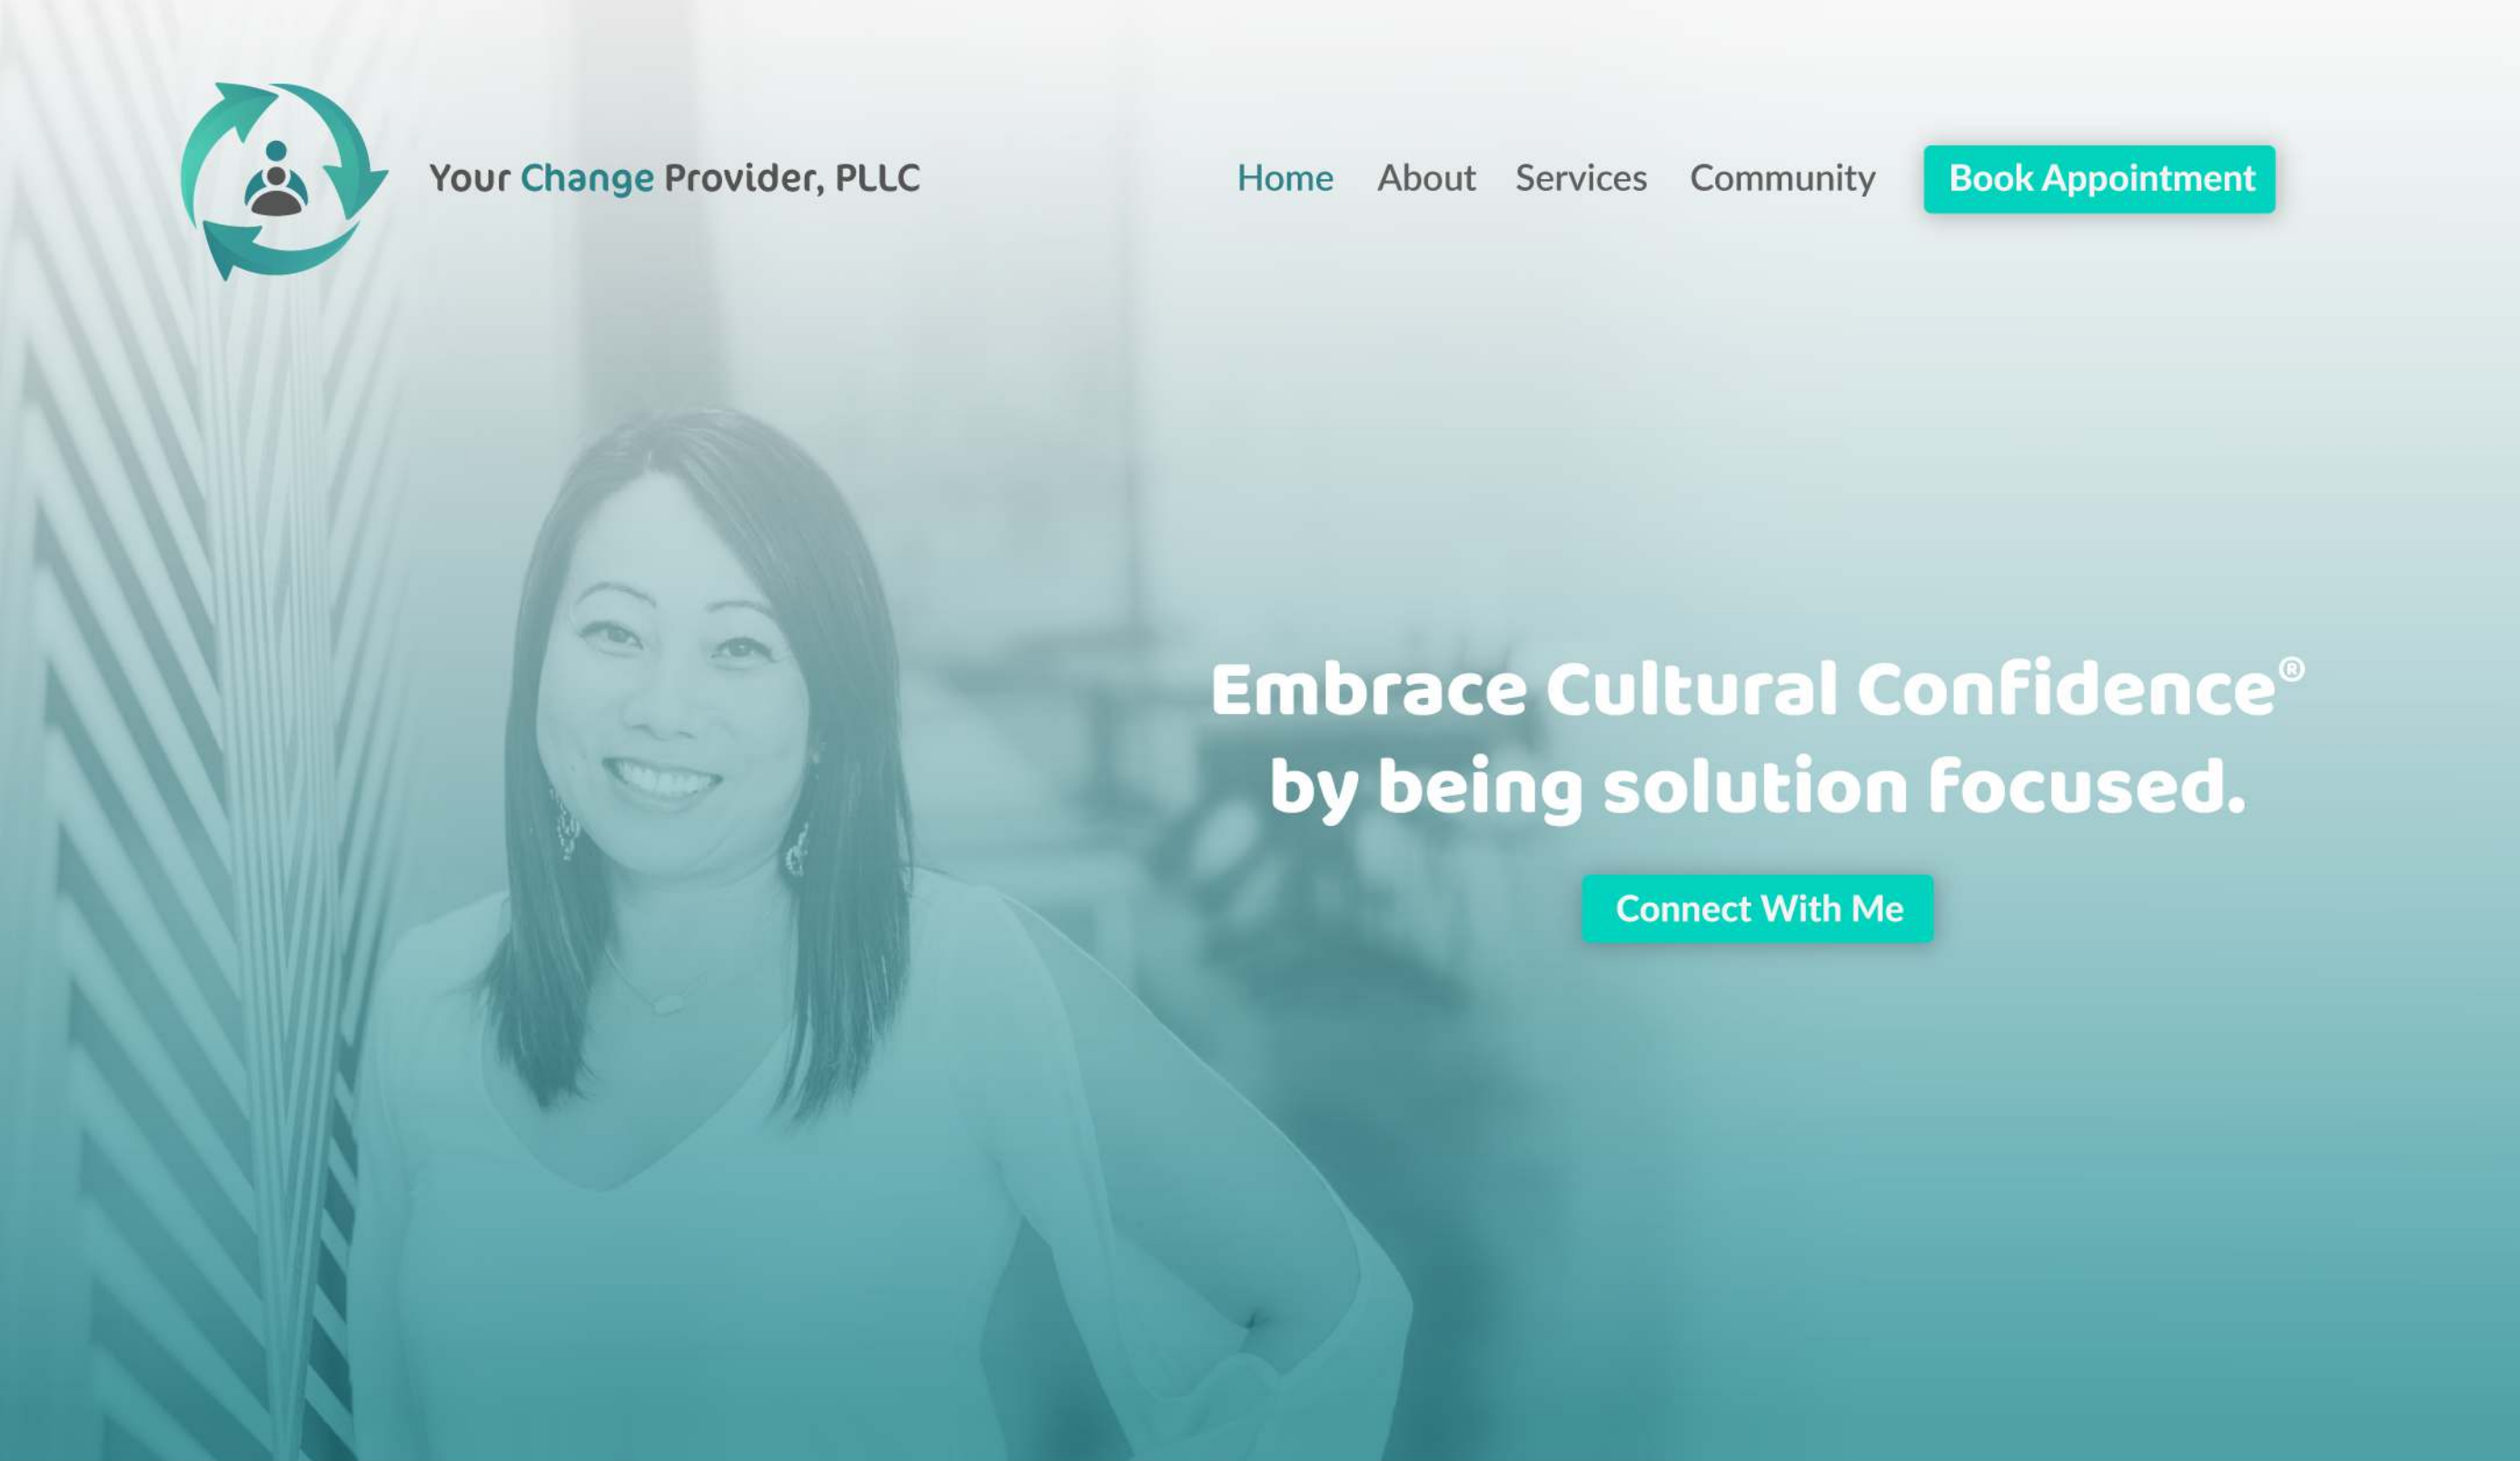 Your Change Provider, PLLC
Home About Services Community Book Appointment
Embrace Cultural Confidence®
by being solution focused.
Connect With Me